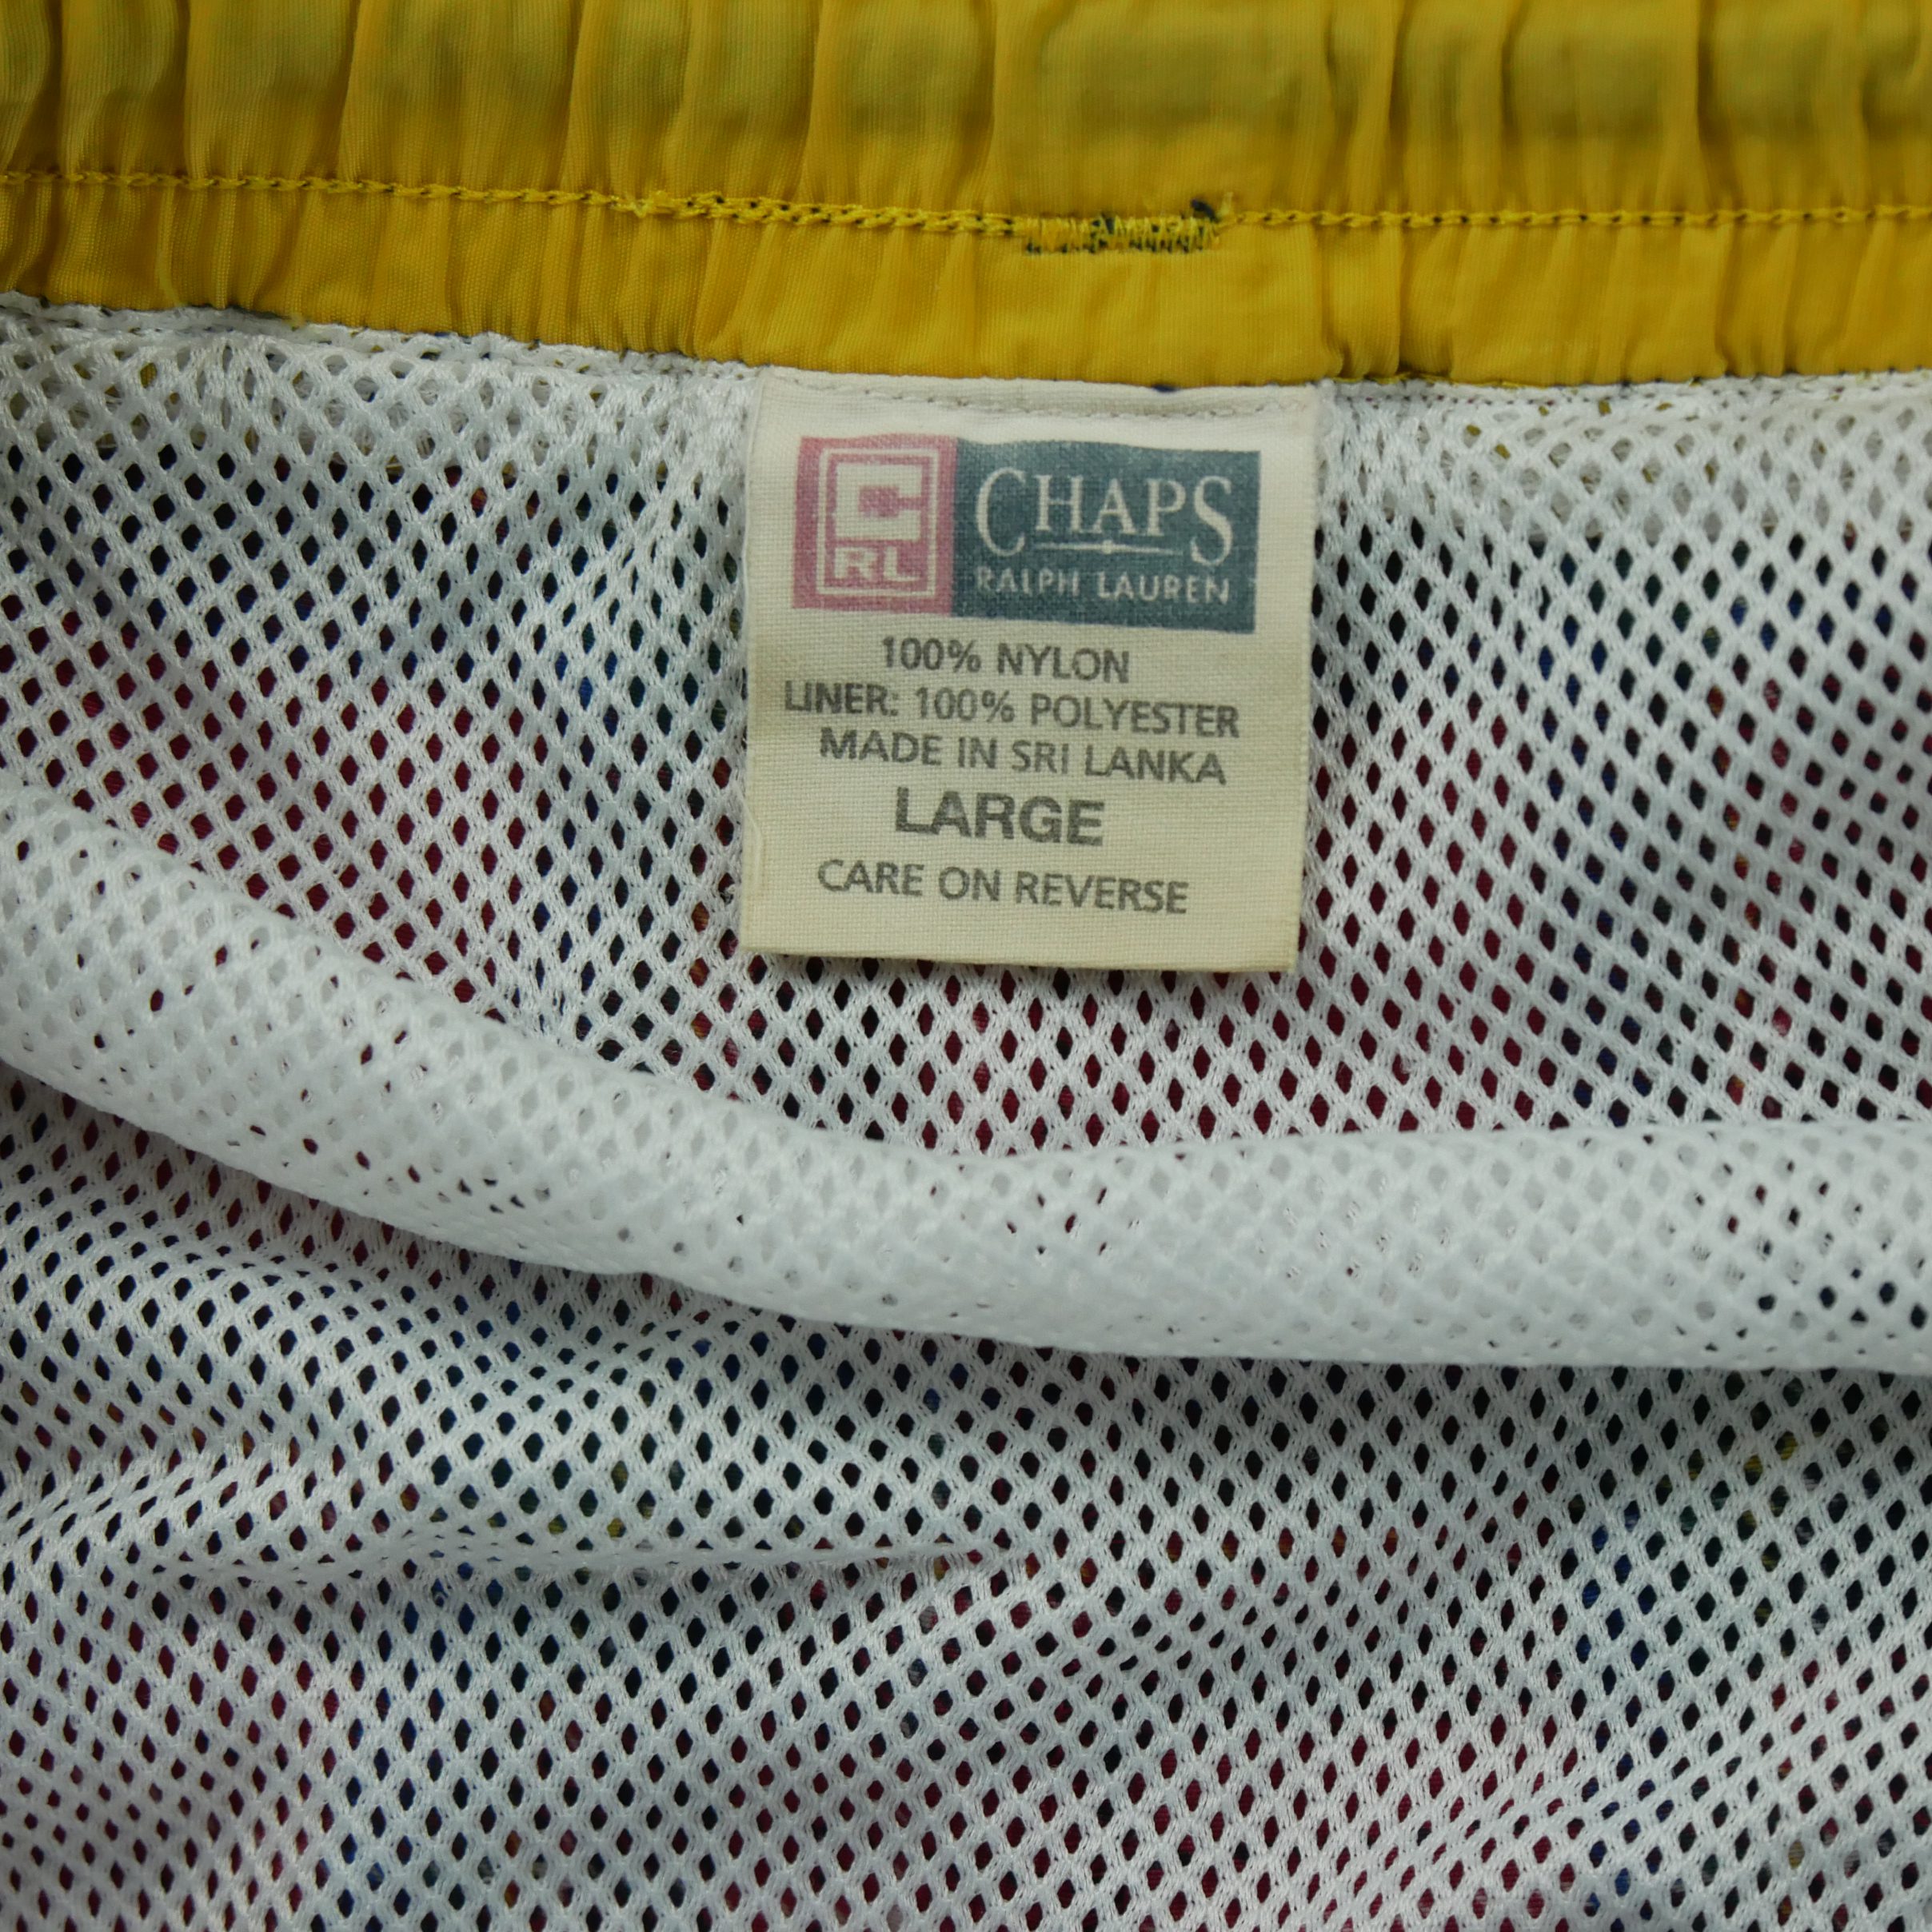 C
RL
CHAPS
RALPH LAUREN
100% NYLON
LINER: 100% POLYESTER
MADE IN SRI LANKA
LARGE
CARE ON REVERSE